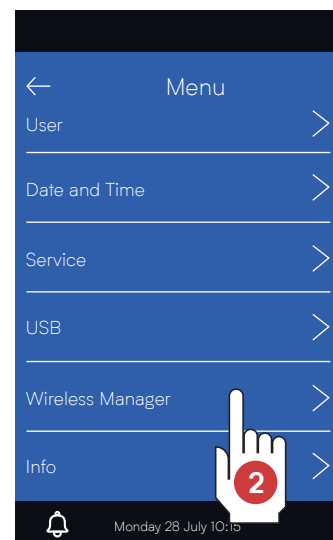 Menu
User
Date and Time
Service
USB
Wireless Manager
Info
2
Monday 28 July 10:15